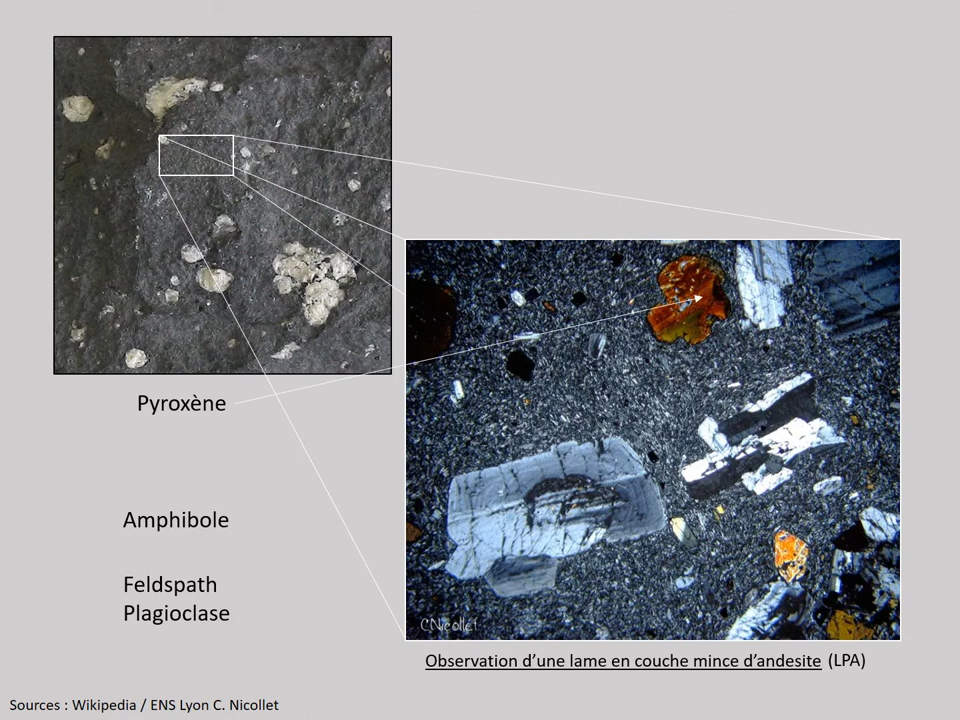 Pyroxène
Amphibole
Feldspath
Plagioclase
CNicollet
Observation d’une lame en couche mince d’andesite (LPA)
Sources : Wikipedia / ENS Lyon C. Nicollet